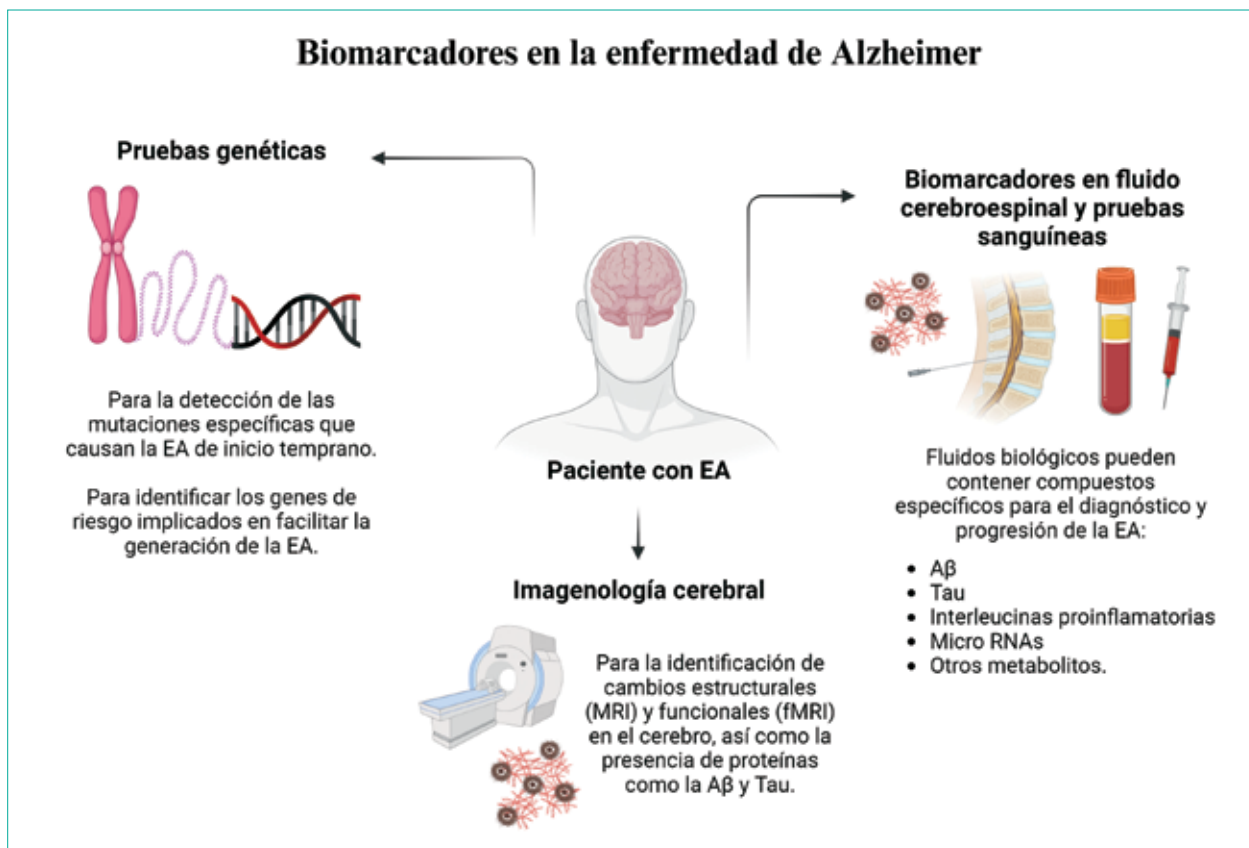 Biomarcadores en la enfermedad de Alzheimer
Pruebas genéticas
Para la detección de las
mutaciones específicas que
causan la EA de inicio temprano.
Para identificar los genes de
riesgo implicados en facilitar la
generación de la EA.
Paciente con EA
Imagenología cerebral
Para la identificación de
cambios estructurales
(MRI) y funcionales (fMRI)
en el cerebro, así como la
presencia de proteínas
como la Aβ y Tau.
Biomarcadores en fluido
cerebroespinal y pruebas
sanguíneas
Fluidos biológicos pueden
contener compuestos
específicos para el diagnóstico y
progresión de la EA:
• Aβ
• Tau
• Interleucinas proinflamatorias
• Micro RNAs
• Otros metabolitos.